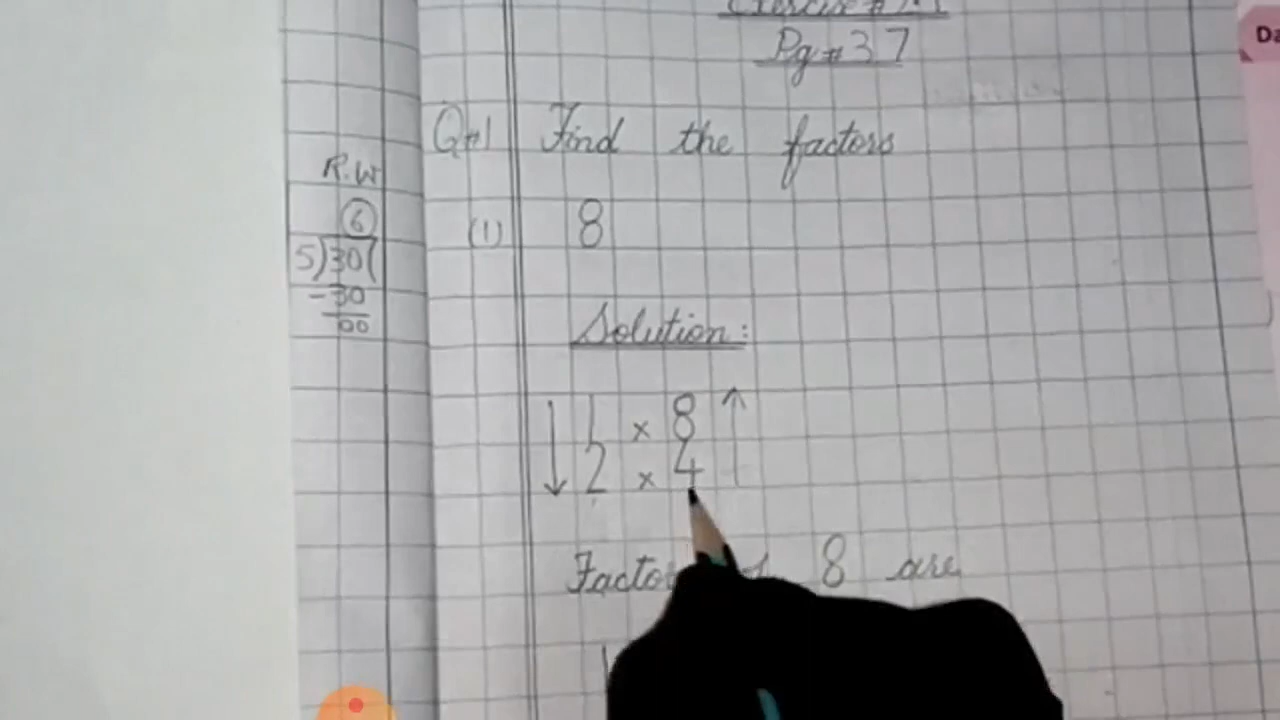 Pg # 37
Q#1 Find the factors
R.W
6
(1) 8
5)30(
-30
00
Solution:
↓ 1 × 8 ↑
2 × 4
8 are
Da